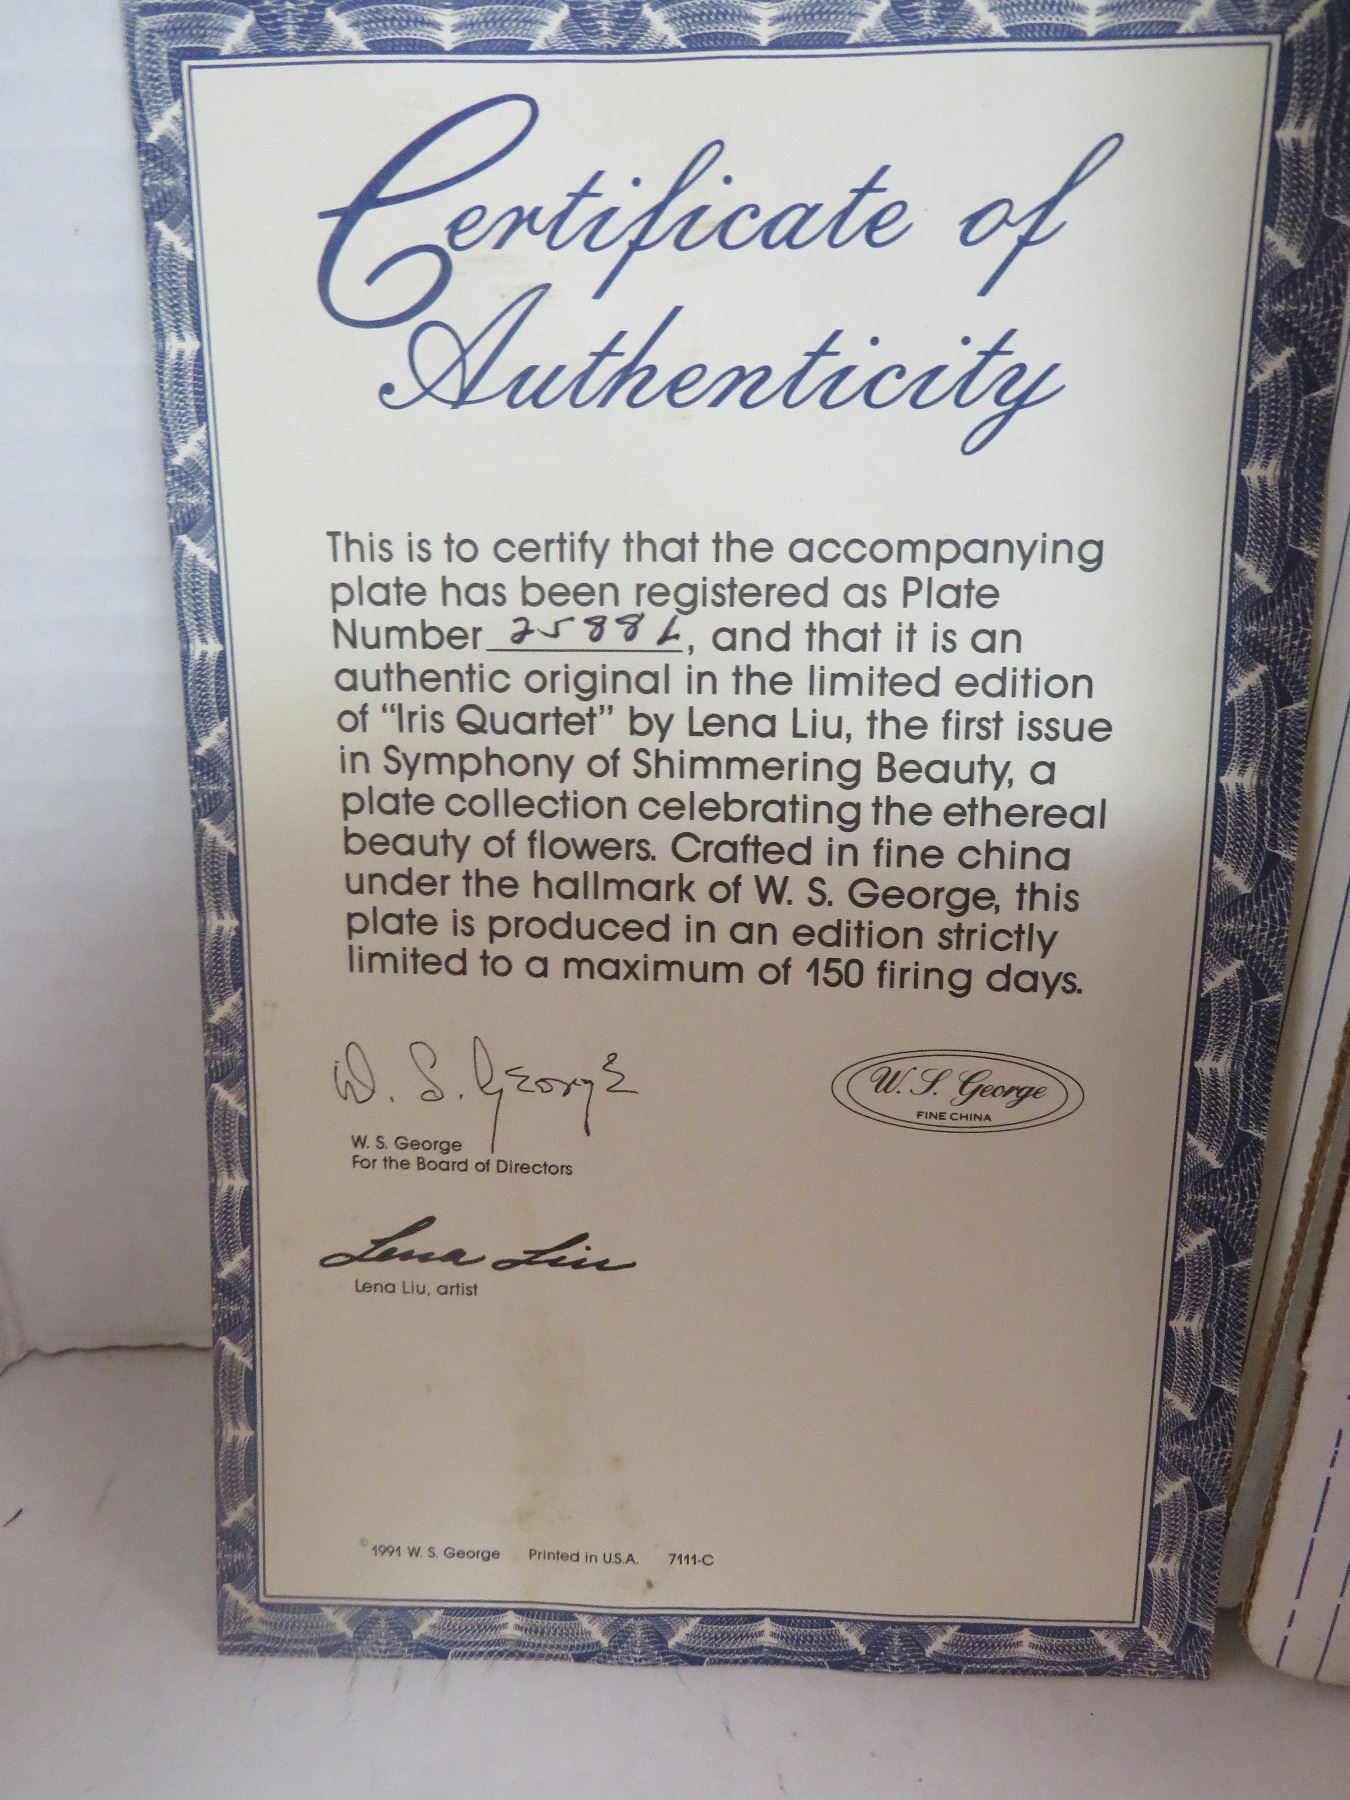 Certificate of
Authenticity
This is to certify that the accompanying
plate has been registered as Plate
Number 2588L, and that it is an
authentic original in the limited edition
of “Iris Quartet” by Lena Liu, the first issue
in Symphony of Shimmering Beauty, a
plate collection celebrating the ethereal
beauty of flowers. Crafted in fine china
under the hallmark of W. S. George, this
plate is produced in an edition strictly
limited to a maximum of 150 firing days.
W. S. George
W. S. George
For the Board of Directors
W. S. George
FINE CHINA
Lena Liu
Lena Liu, artist
©1991 W. S. George Printed in U.S.A. 7111-C